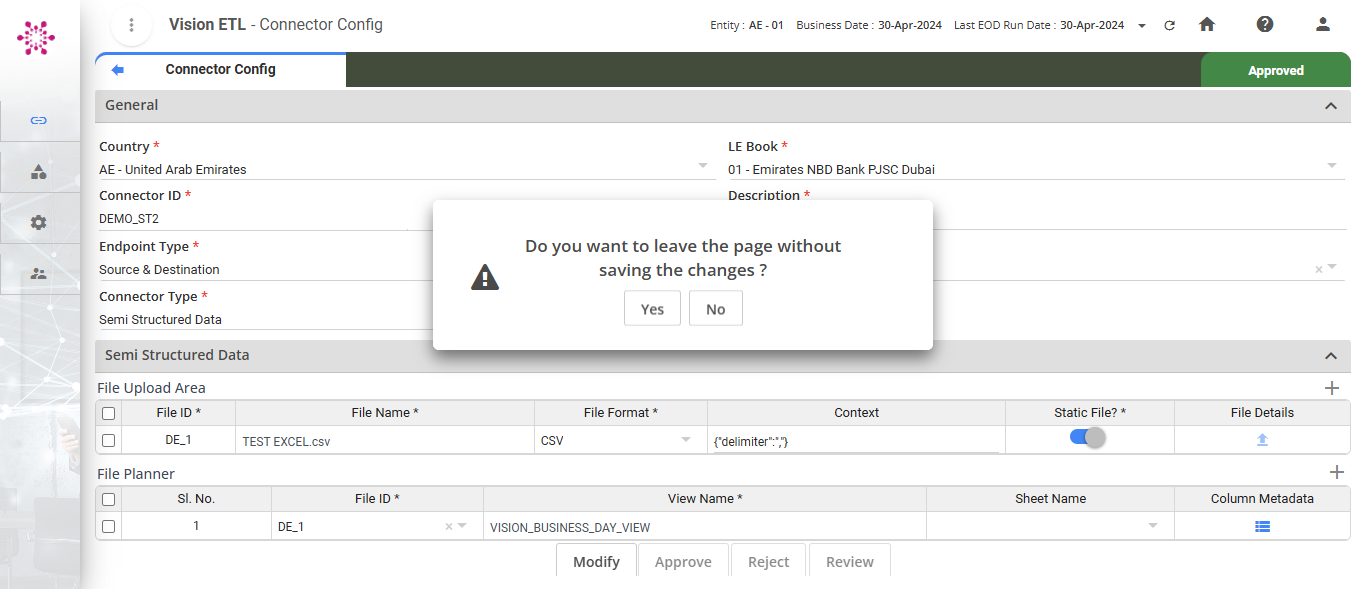 Vision ETL - Connector Config
Entity : AE - 01 Business Date : 30-Apr-2024 Last EOD Run Date : 30-Apr-2024
Connector Config
Approved
General
Country *
LE Book *
AE - United Arab Emirates
01 - Emirates NBD Bank PJSC Dubai
Connector ID *
Description *
DEMO_ST2
Endpoint Type *
Source & Destination
Connector Type *
Semi Structured Data
Do you want to leave the page without
saving the changes ?
Yes No
Semi Structured Data
File Upload Area
File ID * File Name * File Format * Context Static File? * File Details
DE_1 TEST EXCEL.csv CSV {"delimiter":","}
File Planner
Sl. No. File ID * View Name * Sheet Name Column Metadata
1 DE_1 × VISION_BUSINESS_DAY_VIEW
Modify Approve Reject Review